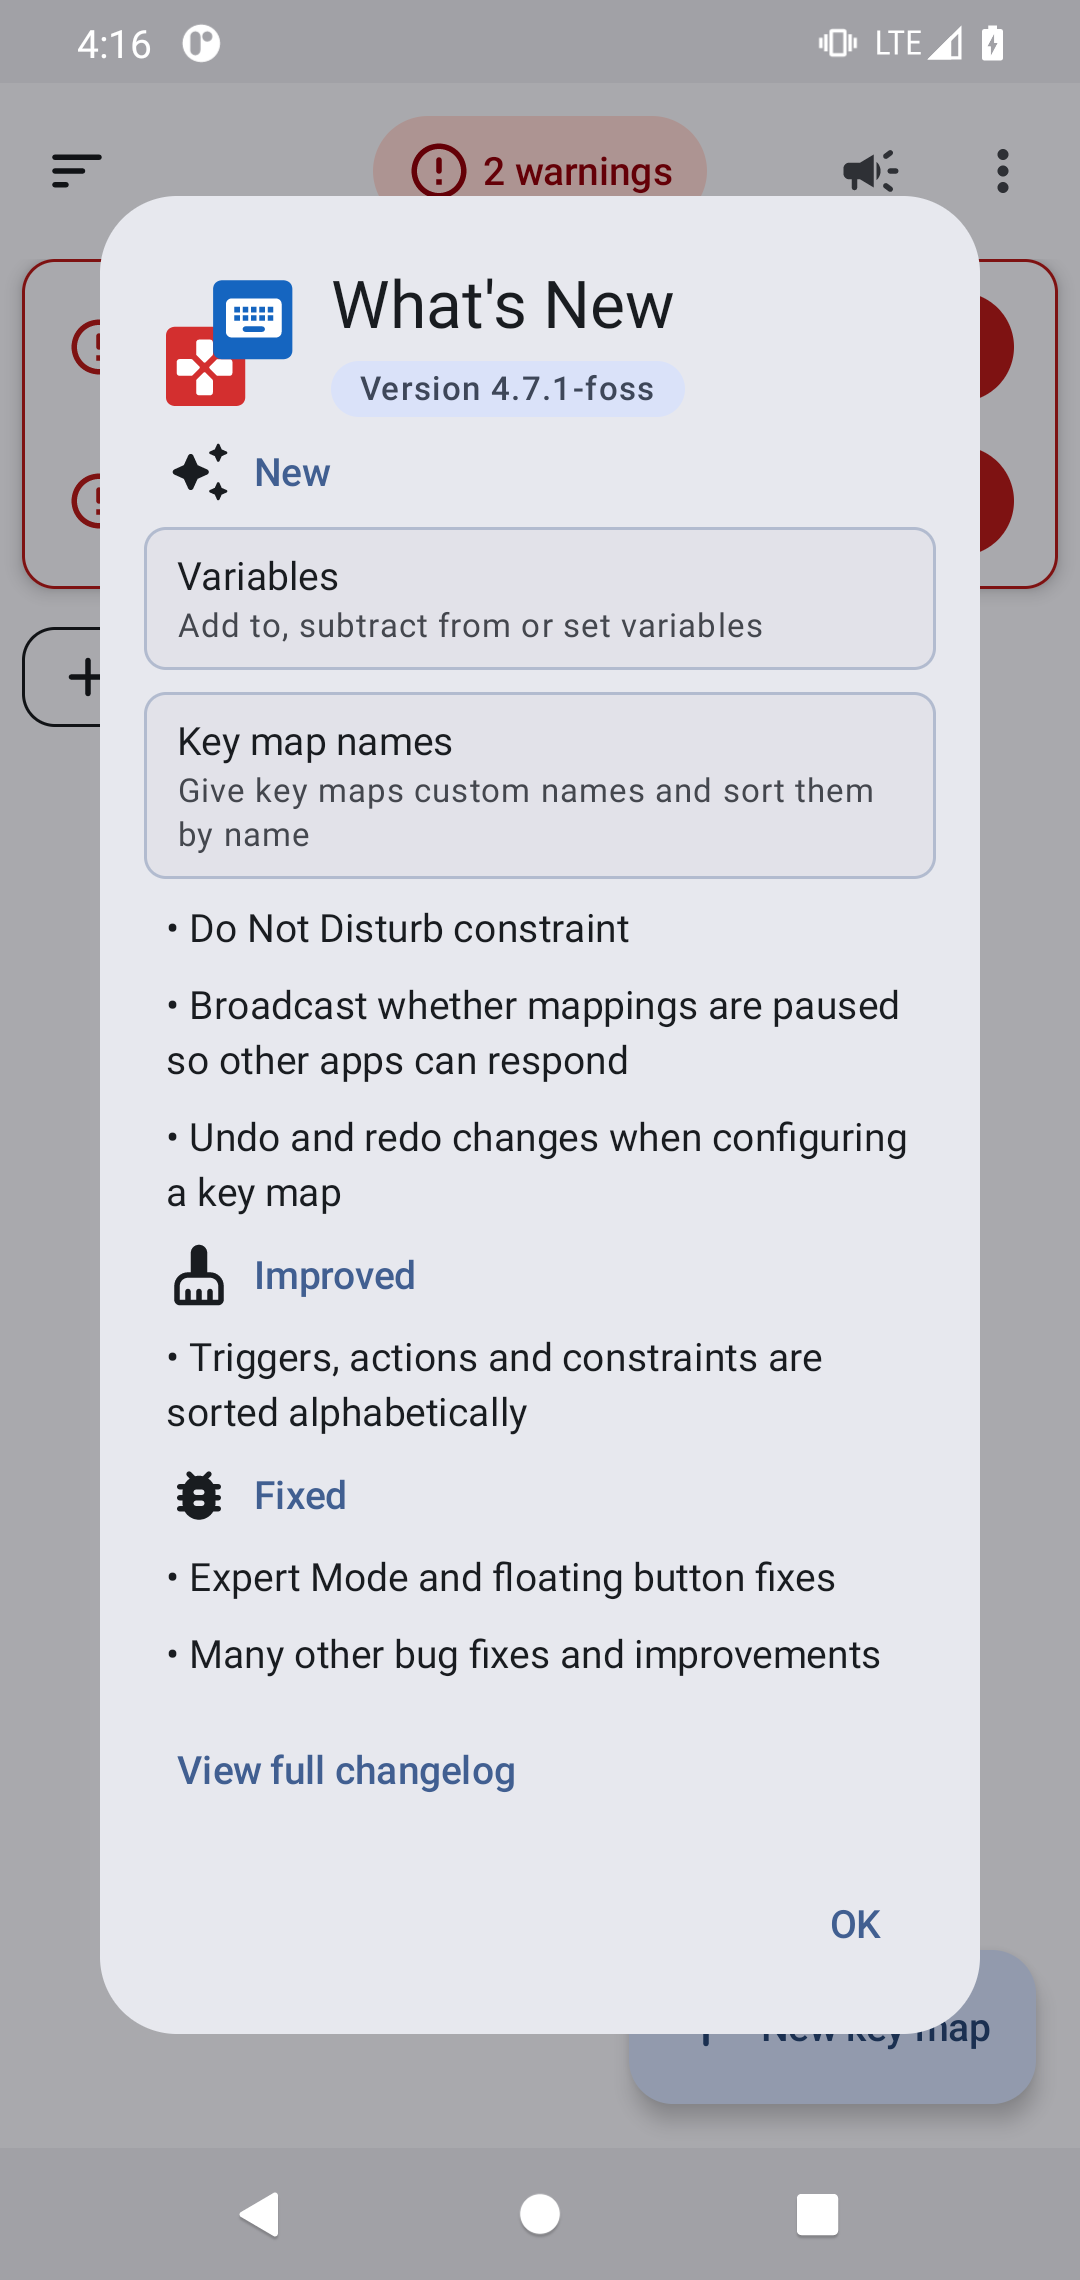 4:16
LTE
2 warnings
What's New
Version 4.7.1-foss
New
Variables
Add to, subtract from or set variables
Key map names
Give key maps custom names and sort them
by name
• Do Not Disturb constraint
• Broadcast whether mappings are paused
so other apps can respond
• Undo and redo changes when configuring
a key map
Improved
• Triggers, actions and constraints are
sorted alphabetically
Fixed
• Expert Mode and floating button fixes
• Many other bug fixes and improvements
View full changelog
OK
New key map